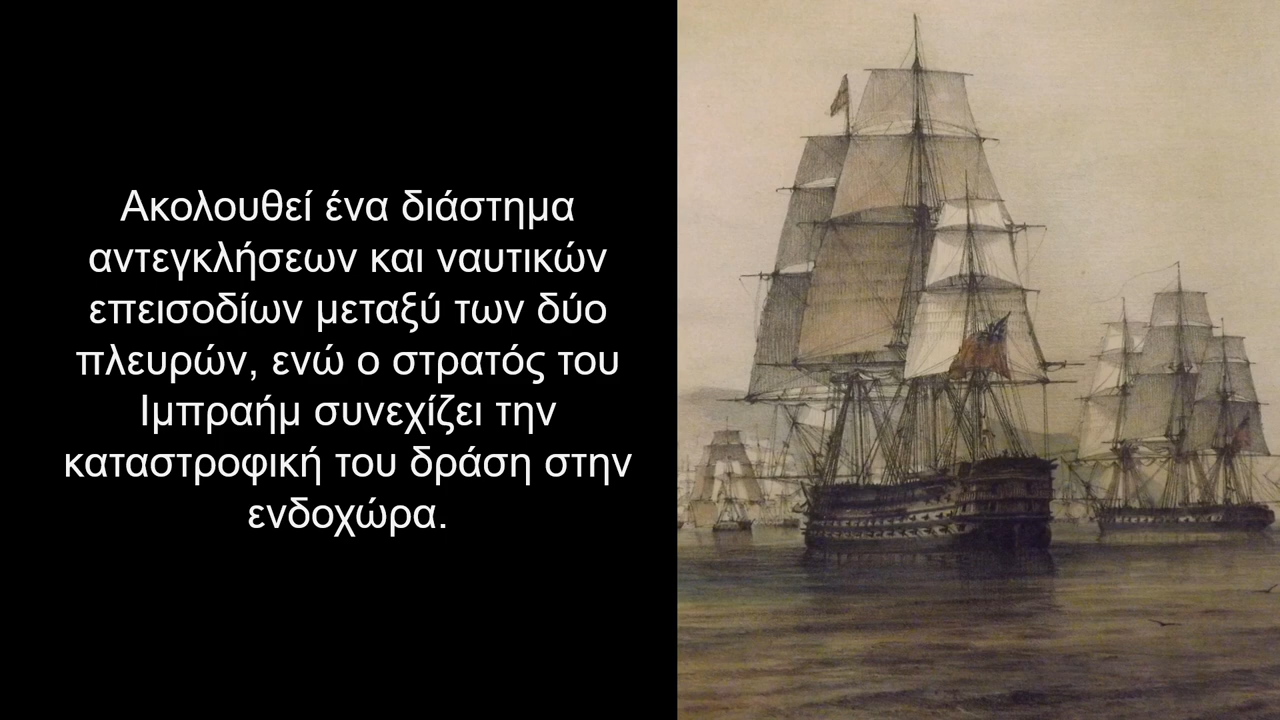 Ακολουθεί ένα διάστημα
αντεγκλήσεων και ναυτικών
επεισοδίων μεταξύ των δύο
πλευρών, ενώ ο στρατός του
Ιμπραήμ συνεχίζει την
καταστροφική του δράση στην
ενδοχώρα.